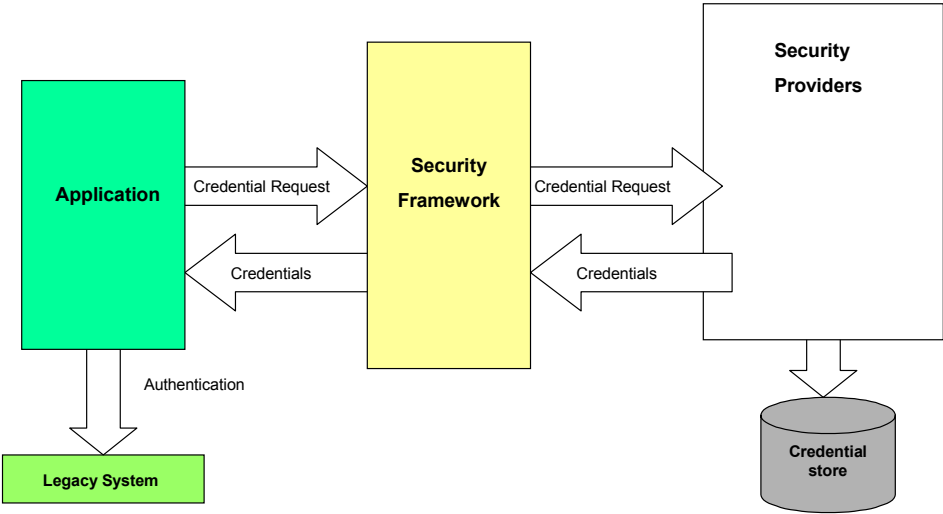 Security
Providers
Application
Credential Request
Security
Framework
Credential Request
Credentials
Credentials
Authentication
Legacy System
Credential
store